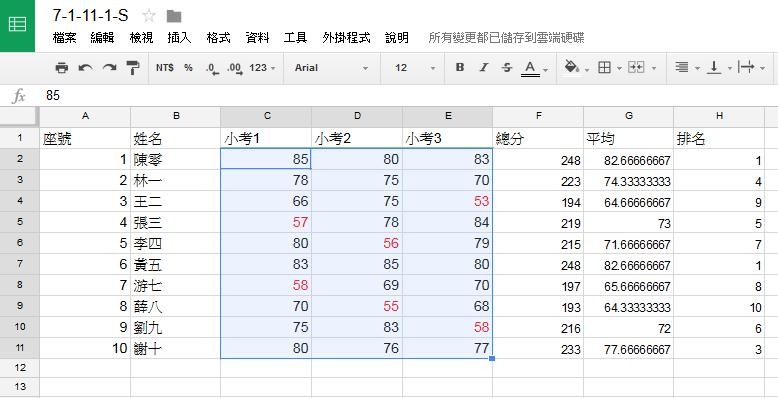 7-1-11-1-S
檔案 編輯 檢視 插入 格式 資料 工具 外掛程式 說明 所有變更都已儲存到雲端硬碟
NT$ % .0 .00 123 Arial 12 B I S A
fx 85
A B C D E F G H
1 座號 姓名 小考1 小考2 小考3 總分 平均 排名
2 1 陳零 85 80 83 248 82.66666667 1
3 2 林一 78 75 70 223 74.33333333 4
4 3 王二 66 75 53 194 64.66666667 9
5 4 張三 57 78 84 219 73 5
6 5 李四 80 56 79 215 71.66666667 7
7 6 黃五 83 85 80 248 82.66666667 1
8 7 游七 58 69 70 197 65.66666667 8
9 8 薛八 70 55 68 193 64.33333333 10
10 9 劉九 75 83 58 216 72 6
11 10 謝十 80 76 77 233 77.66666667 3
12
13